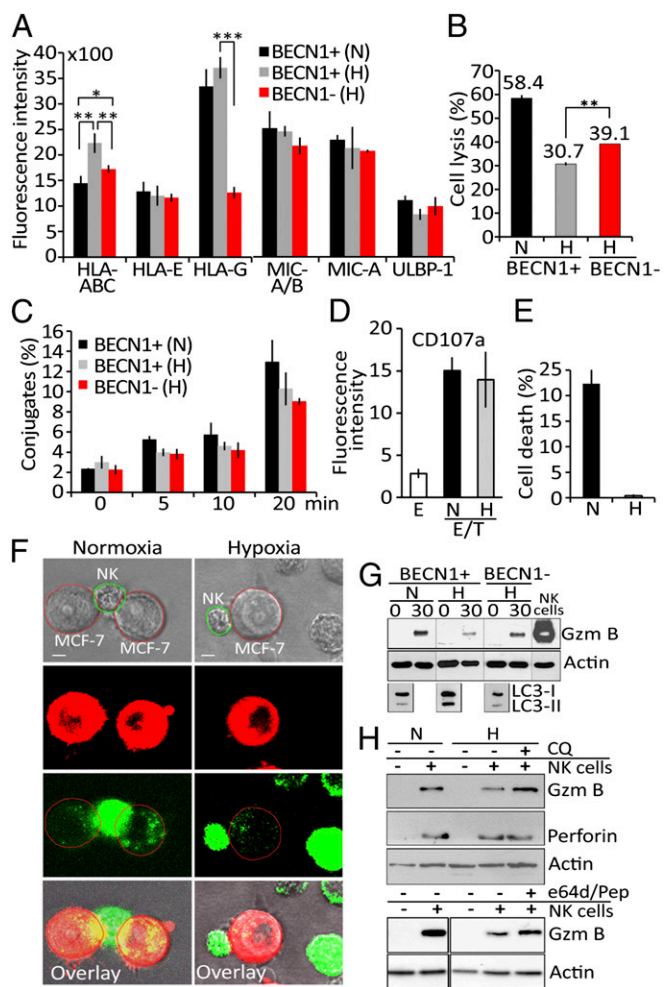 A
Fluorescence intensity
x100
40
35
30
25
20
15
10
5
0
*
** **
***
BECN1+ (N)
BECN1+ (H)
BECN1- (H)
HLA-ABC
HLA-E
HLA-G
MIC-A/B
MIC-A
ULBP-1
B
Cell lysis (%)
70
60
50
40
30
20
10
0
58.4
30.7
39.1
**
N H H
BECN1+ BECN1-
C
Conjugates (%)
16
14
12
10
8
6
4
2
0
BECN1+ (N)
BECN1+ (H)
BECN1- (H)
0 5 10 20 min
D
Fluorescence intensity
CD107a
20
15
10
5
0
E N H
E/T
E
Cell death (%)
25
20
15
10
5
0
N H
F
Normoxia Hypoxia
NK
MCF-7 MCF-7
NK
MCF-7
Overlay Overlay
G
BECN1+ BECN1-
N H H NK cells
0 30 0 30 0 30
Gzm B
Actin
LC3-I
LC3-II
H
N H
- - - - + CQ
- + - + + NK cells
Gzm B
Perforin
Actin
- - - - + e64d/Pep
- + - + + NK cells
Gzm B
Actin